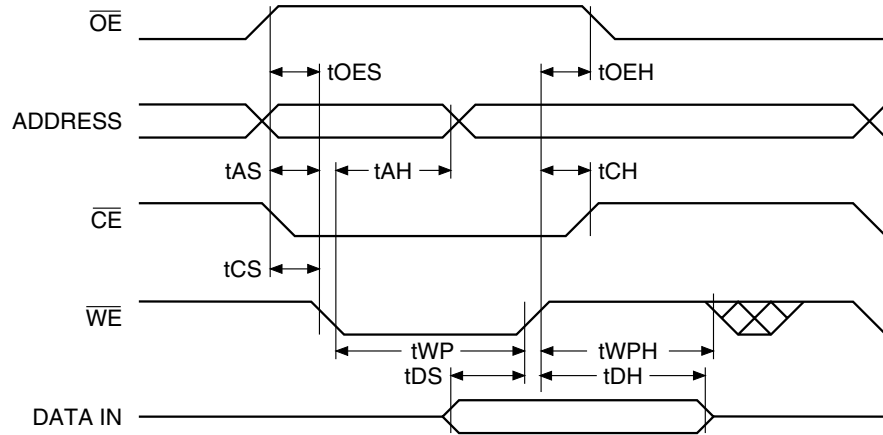 OE
tOES tOEH
ADDRESS
tAS tAH tCH
CE
tCS
WE
tWP tWPH
tDS tDH
DATA IN